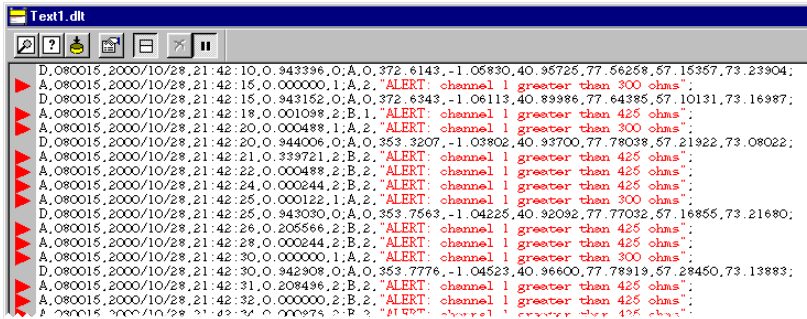 Text1.dlt
D,080015,2000/10/28,21:42:10,0.943396,0;A,0,372.6143,-1.05830,40.95725,77.56258,57.15357,73.23904;
A,080015,2000/10/28,21:42:15,0.000000,1;A,2,"ALERT: channel 1 greater than 300 ohms";
D,080015,2000/10/28,21:42:15,0.943152,0;A,0,372.6343,-1.06113,40.89986,77.64385,57.10131,73.16987;
A,080015,2000/10/28,21:42:18,0.001098,2;B,1,"ALERT: channel 1 greater than 425 ohms";
A,080015,2000/10/28,21:42:20,0.000488,1;A,2,"ALERT: channel 1 greater than 300 ohms";
D,080015,2000/10/28,21:42:20,0.944006,0;A,0,353.3207,-1.03802,40.93700,77.78038,57.21922,73.08022;
A,080015,2000/10/28,21:42:21,0.339721,2;B,2,"ALERT: channel 1 greater than 425 ohms";
A,080015,2000/10/28,21:42:22,0.000488,2;B,2,"ALERT: channel 1 greater than 425 ohms";
A,080015,2000/10/28,21:42:24,0.000244,2;B,2,"ALERT: channel 1 greater than 425 ohms";
A,080015,2000/10/28,21:42:25,0.000122,1;A,2,"ALERT: channel 1 greater than 300 ohms";
D,080015,2000/10/28,21:42:25,0.943030,0;A,0,353.7563,-1.04225,40.92092,77.77032,57.16855,73.21680;
A,080015,2000/10/28,21:42:26,0.205566,2;B,2,"ALERT: channel 1 greater than 425 ohms";
A,080015,2000/10/28,21:42:28,0.000244,2;B,2,"ALERT: channel 1 greater than 425 ohms";
A,080015,2000/10/28,21:42:30,0.000000,1;A,2,"ALERT: channel 1 greater than 300 ohms";
D,080015,2000/10/28,21:42:30,0.942908,0;A,0,353.7776,-1.04523,40.96600,77.78919,57.28450,73.13883;
A,080015,2000/10/28,21:42:31,0.208496,2;B,2,"ALERT: channel 1 greater than 425 ohms";
A,080015,2000/10/28,21:42:32,0.000000,2;B,2,"ALERT: channel 1 greater than 425 ohms";